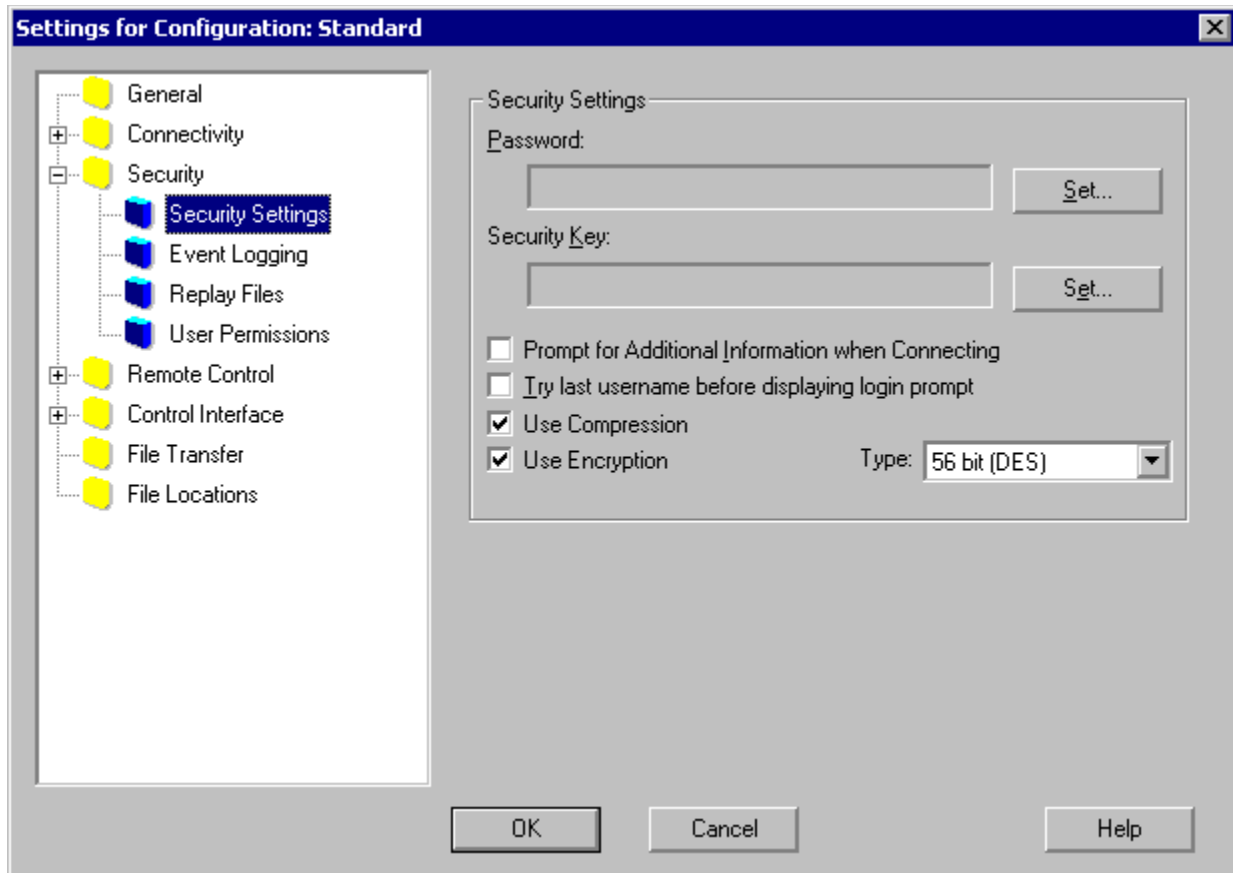 Settings for Configuration: Standard
General
Connectivity
Security
Security Settings
Event Logging
Replay Files
User Permissions
Remote Control
Control Interface
File Transfer
File Locations
Security Settings
Password:
Set...
Security Key:
Set...
Prompt for Additional Information when Connecting
Try last username before displaying login prompt
Use Compression
Use Encryption
Type: 56 bit (DES)
OK
Cancel
Help